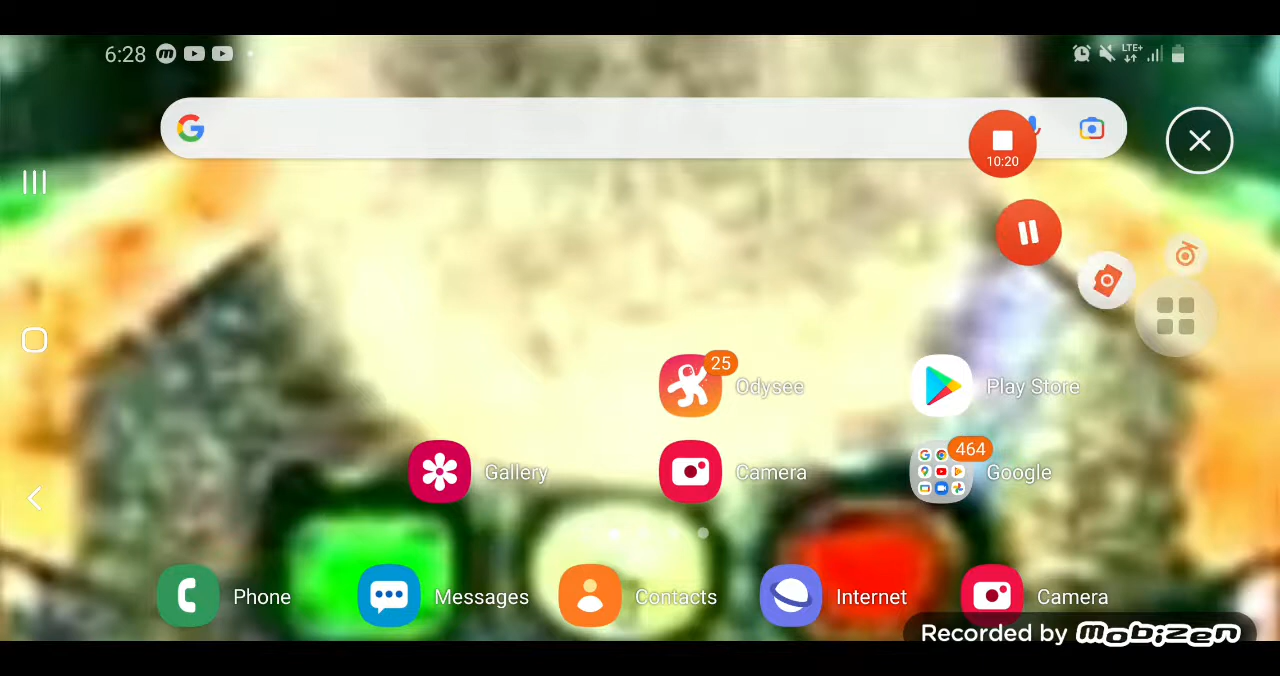 6:28
LTE+
10:20
25
Odysee
Play Store
Gallery
Camera
464
Google
Phone
Messages
Contacts
Internet
Camera
Recorded by mobizen